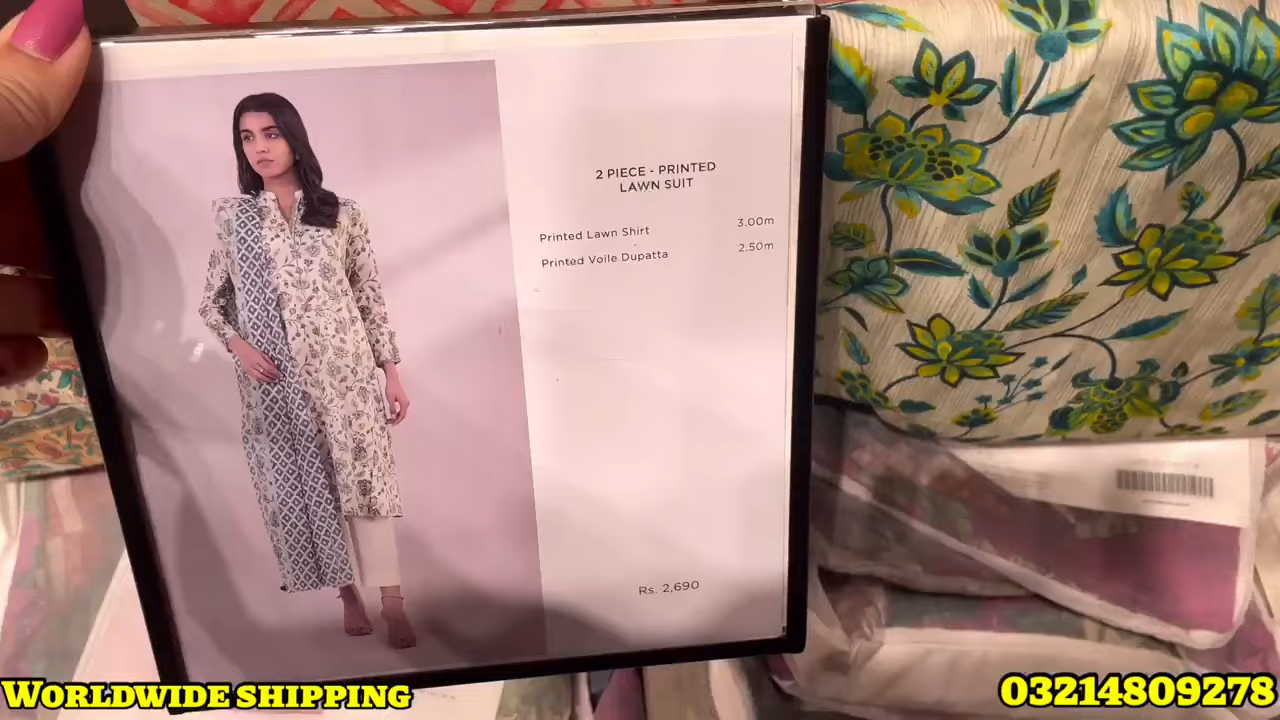 2 PIECE - PRINTED
LAWN SUIT
Printed Lawn Shirt 3.00m
Printed Voile Dupatta 2.50m
Rs. 2,690
WORLDWIDE SHIPPING
03214809278